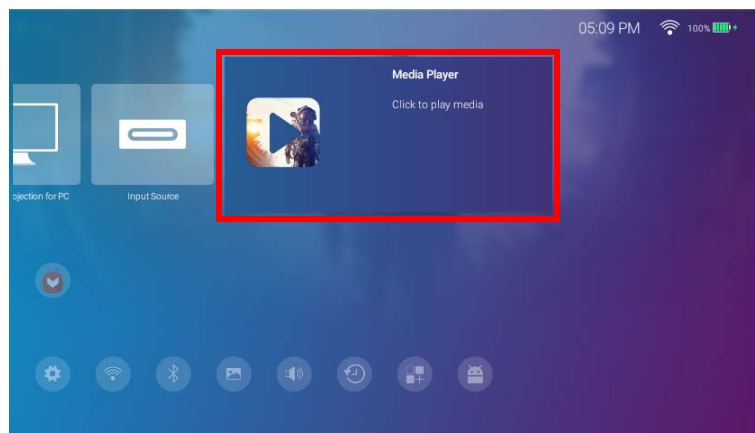 05:09 PM
100%
Media Player
Click to play media
ojection for PC
Input Source